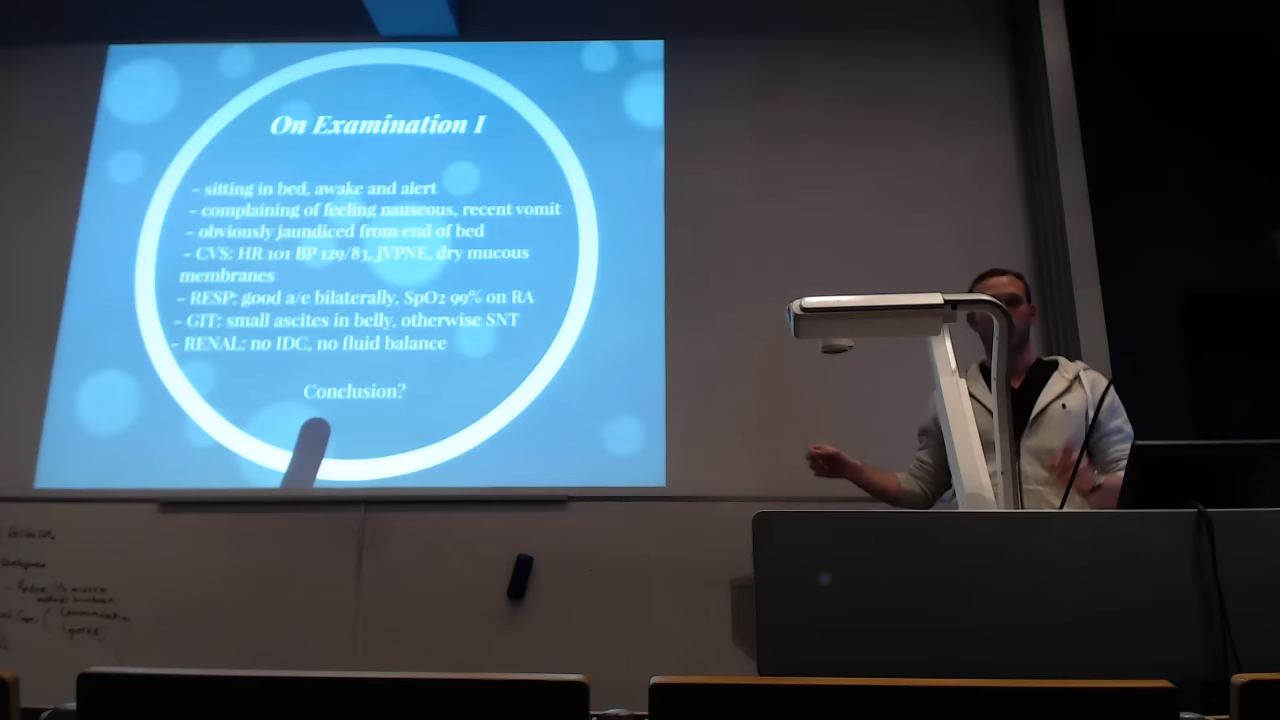 On Examination I
- sitting in bed, awake and alert
- complaining of feeling nauseous, recent vomit
- obviously jaundiced from end of bed
- CVS: HR 101 BP 129/83, JVPNE, dry mucous
membranes
- RESP: good a/e bilaterally, SpO2 99% on RA
- GIT: small ascites in belly, otherwise SNT
- RENAL: no IDC, no fluid balance
Conclusion?